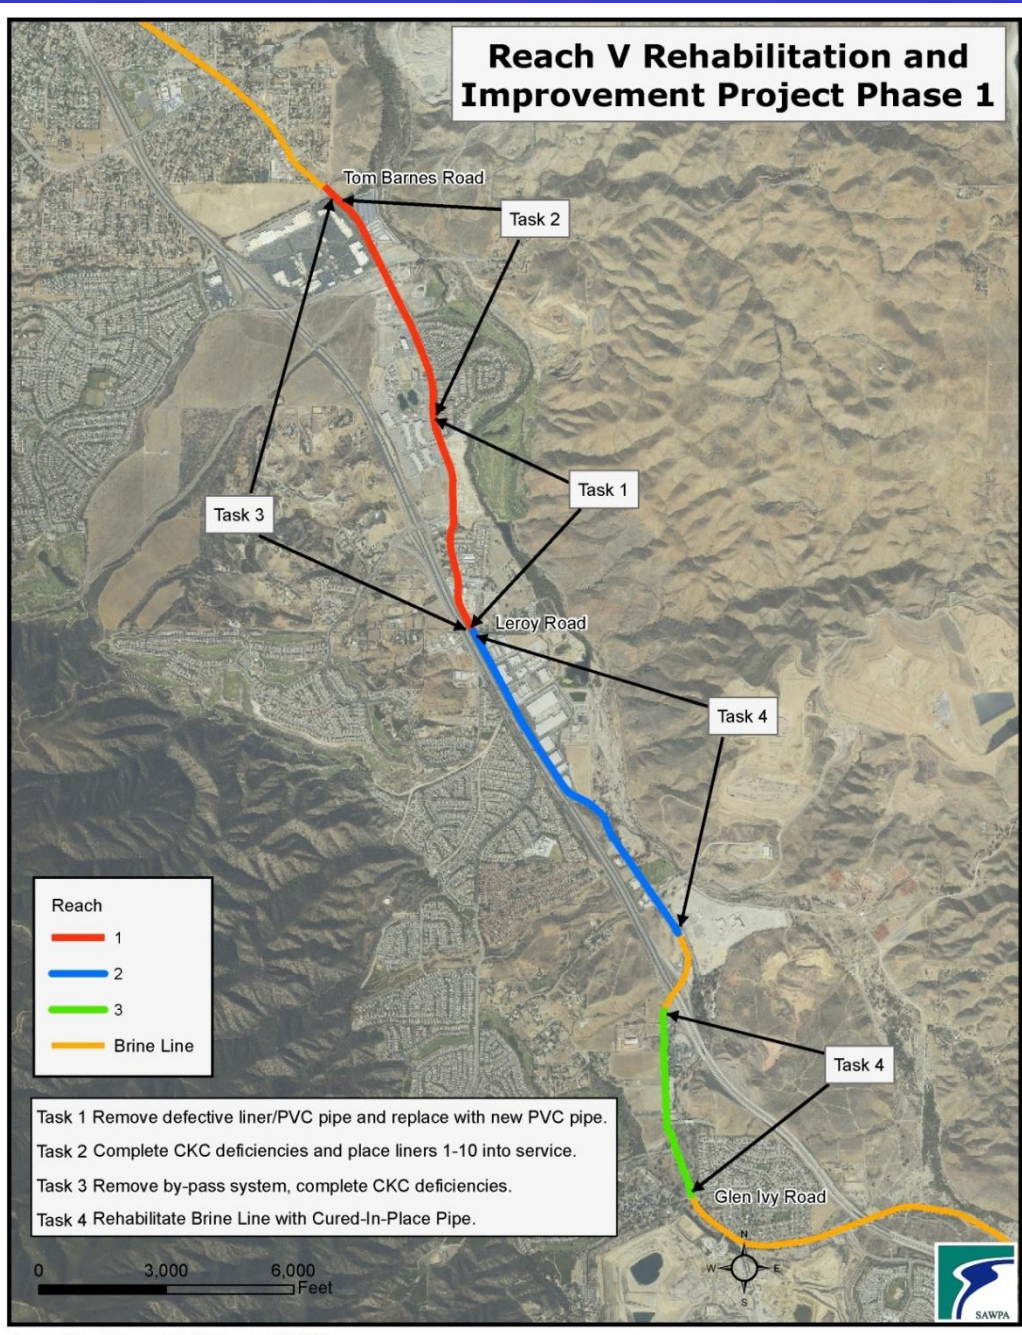 Reach V Rehabilitation and
Improvement Project Phase 1
Tom Barnes Road
Task 2
Task 1
Task 3
Leroy Road
Task 4
Reach
1
2
3
Brine Line
Task 4
Task 1 Remove defective liner/PVC pipe and replace with new PVC pipe.
Task 2 Complete CKC deficiencies and place liners 1-10 into service.
Task 3 Remove by-pass system, complete CKC deficiencies.
Task 4 Rehabilitate Brine Line with Cured-In-Place Pipe.
Glen Ivy Road
N
W E
S
0 3,000 6,000
Feet
SAWPA